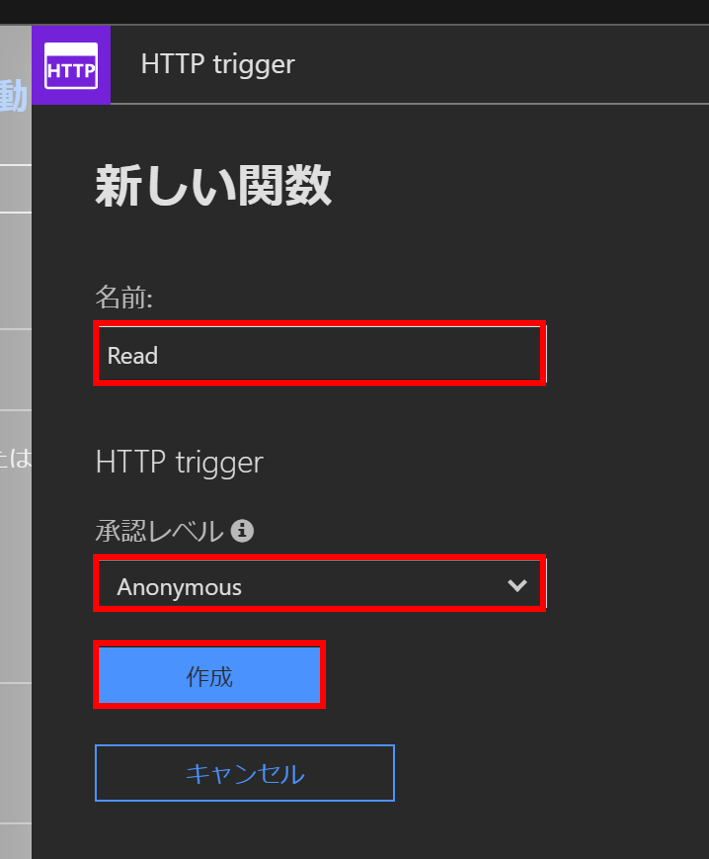 HTTP
HTTP trigger
動
新しい関数
名前:
Read
たは
HTTP trigger
承認レベル
Anonymous
作成
キャンセル